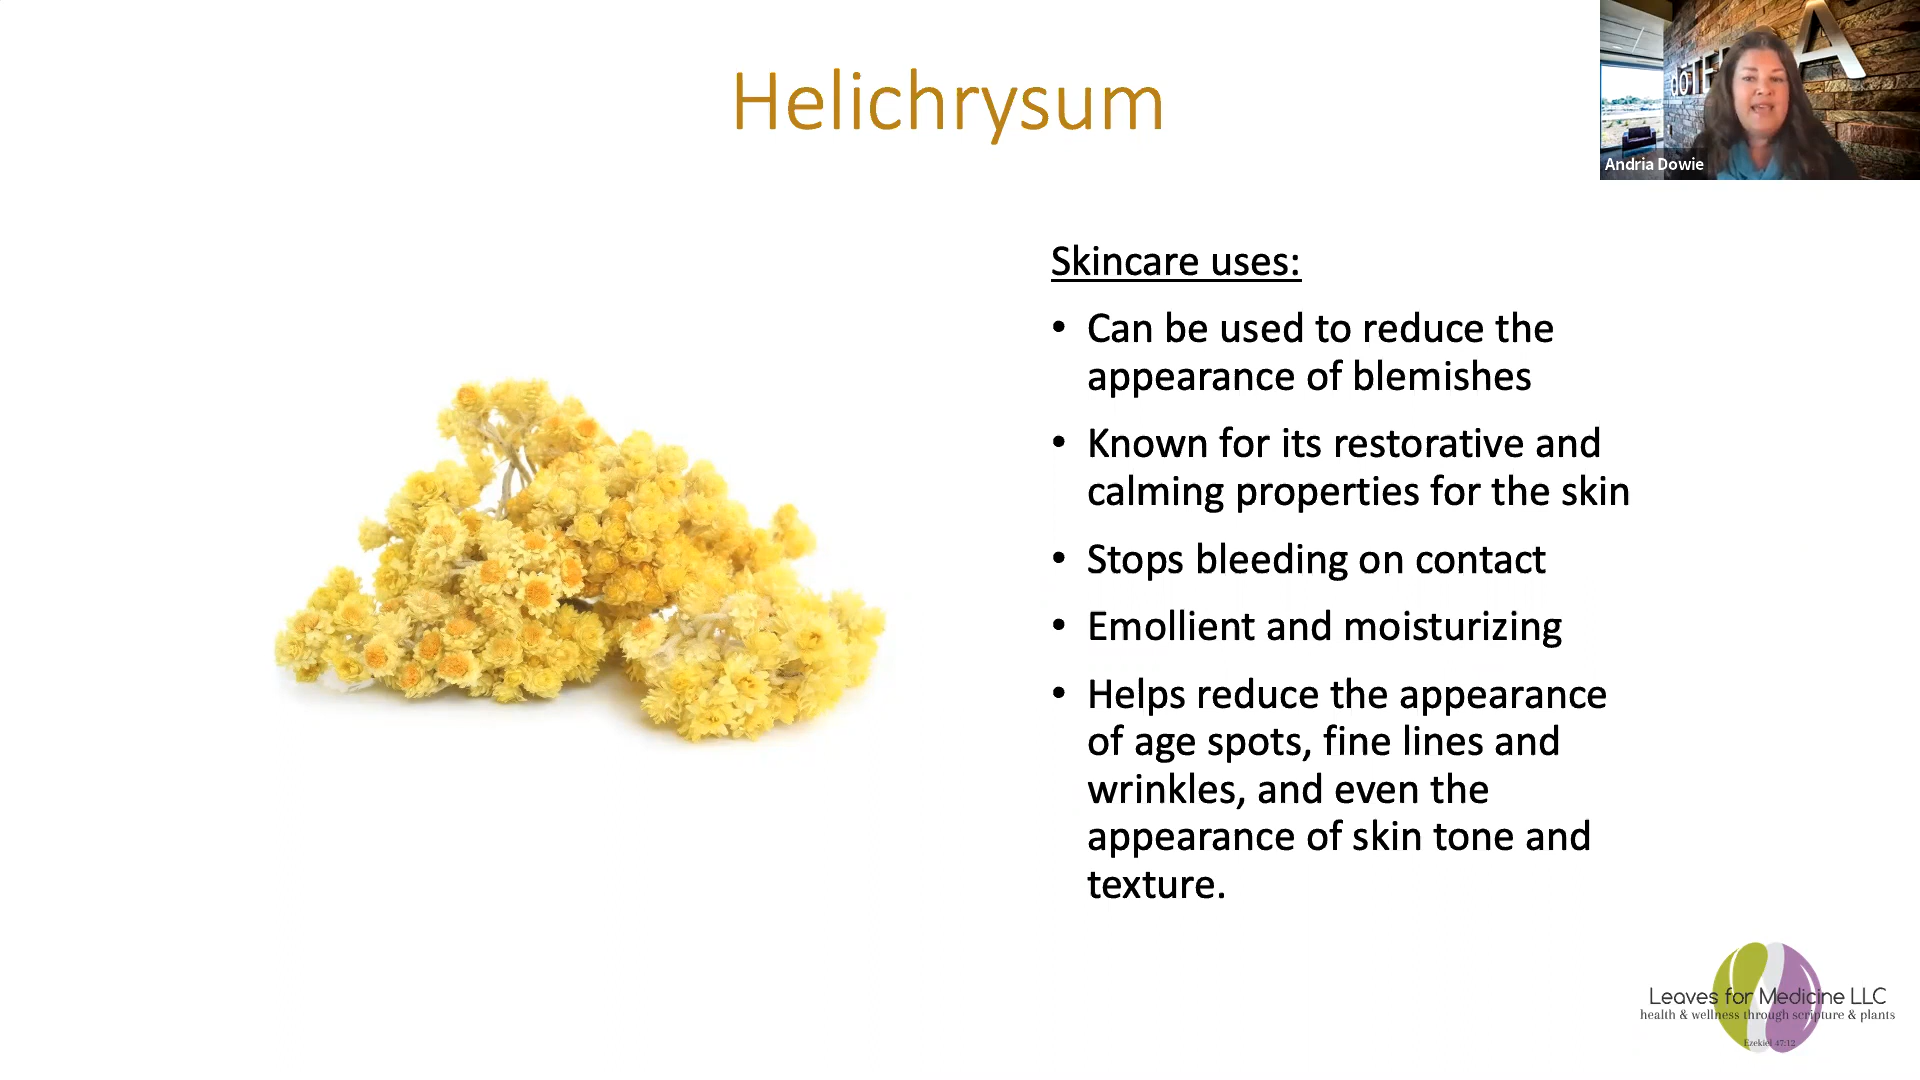 Helichrysum
dōTE A
Andria Dowie
Skincare uses:
• Can be used to reduce the
appearance of blemishes
• Known for its restorative and
calming properties for the skin
• Stops bleeding on contact
• Emollient and moisturizing
• Helps reduce the appearance
of age spots, fine lines and
wrinkles, and even the
appearance of skin tone and
texture.
Leaves for Medicine LLC
health & wellness through scripture & plants
Ezekiel 47:12